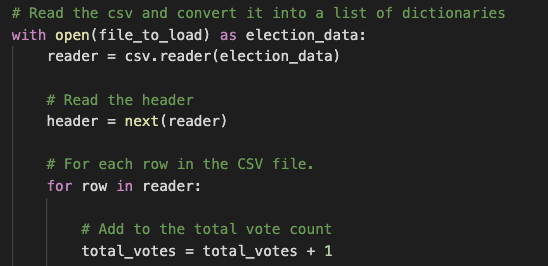 # Read the csv and convert it into a list of dictionaries
with open(file_to_load) as election_data:
reader = csv.reader(election_data)
# Read the header
header = next(reader)
# For each row in the CSV file.
for row in reader:
# Add to the total vote count
total_votes = total_votes + 1